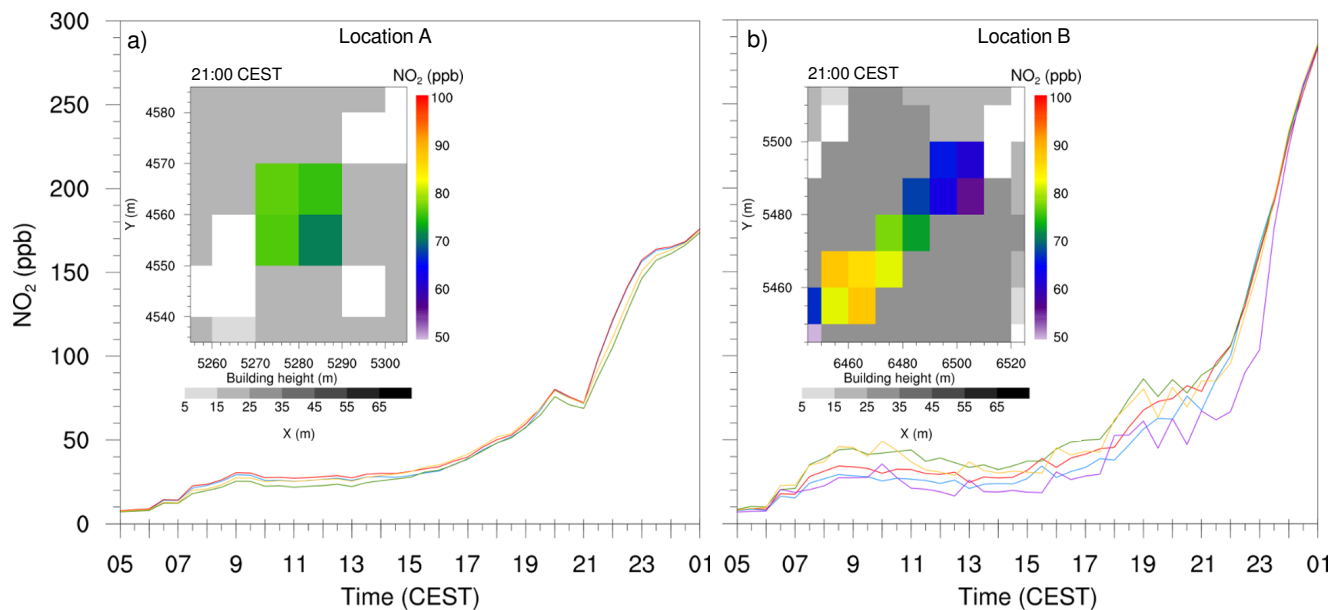 a) Location A
21:00 CEST NO2 (ppb)
Y (m)
4580
4570
4560
4550
4540
5260 5270 5280 5290 5300
100
90
80
70
60
50
Building height (m)
5 15 25 35 45 55 65
X (m)
300
250
200
150
100
50
0
NO2 (ppb)
05 07 09 11 13 15 17 19 21 23 01
Time (CEST)
b) Location B
21:00 CEST NO2 (ppb)
Y (m)
5500
5480
5460
6460 6480 6500 6520
100
90
80
70
60
50
Building height (m)
5 15 25 35 45 55 65
X (m)
05 07 09 11 13 15 17 19 21 23 01
Time (CEST)